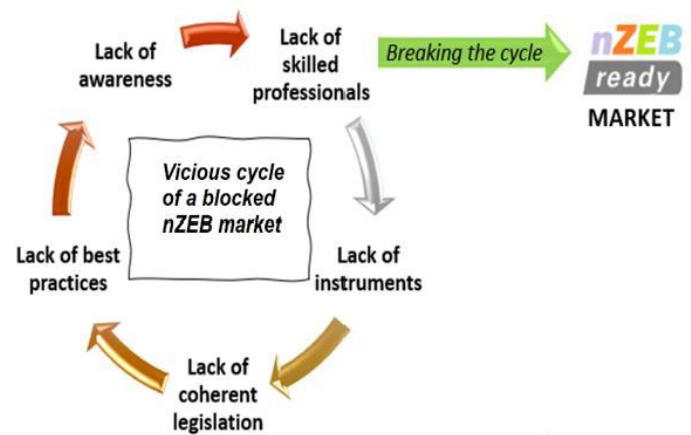 Lack of
awareness
Lack of
skilled
professionals
Breaking the cycle
nZEB
ready
MARKET
Vicious cycle
of a blocked
nZEB market
Lack of best
practices
Lack of
instruments
Lack of
coherent
legislation